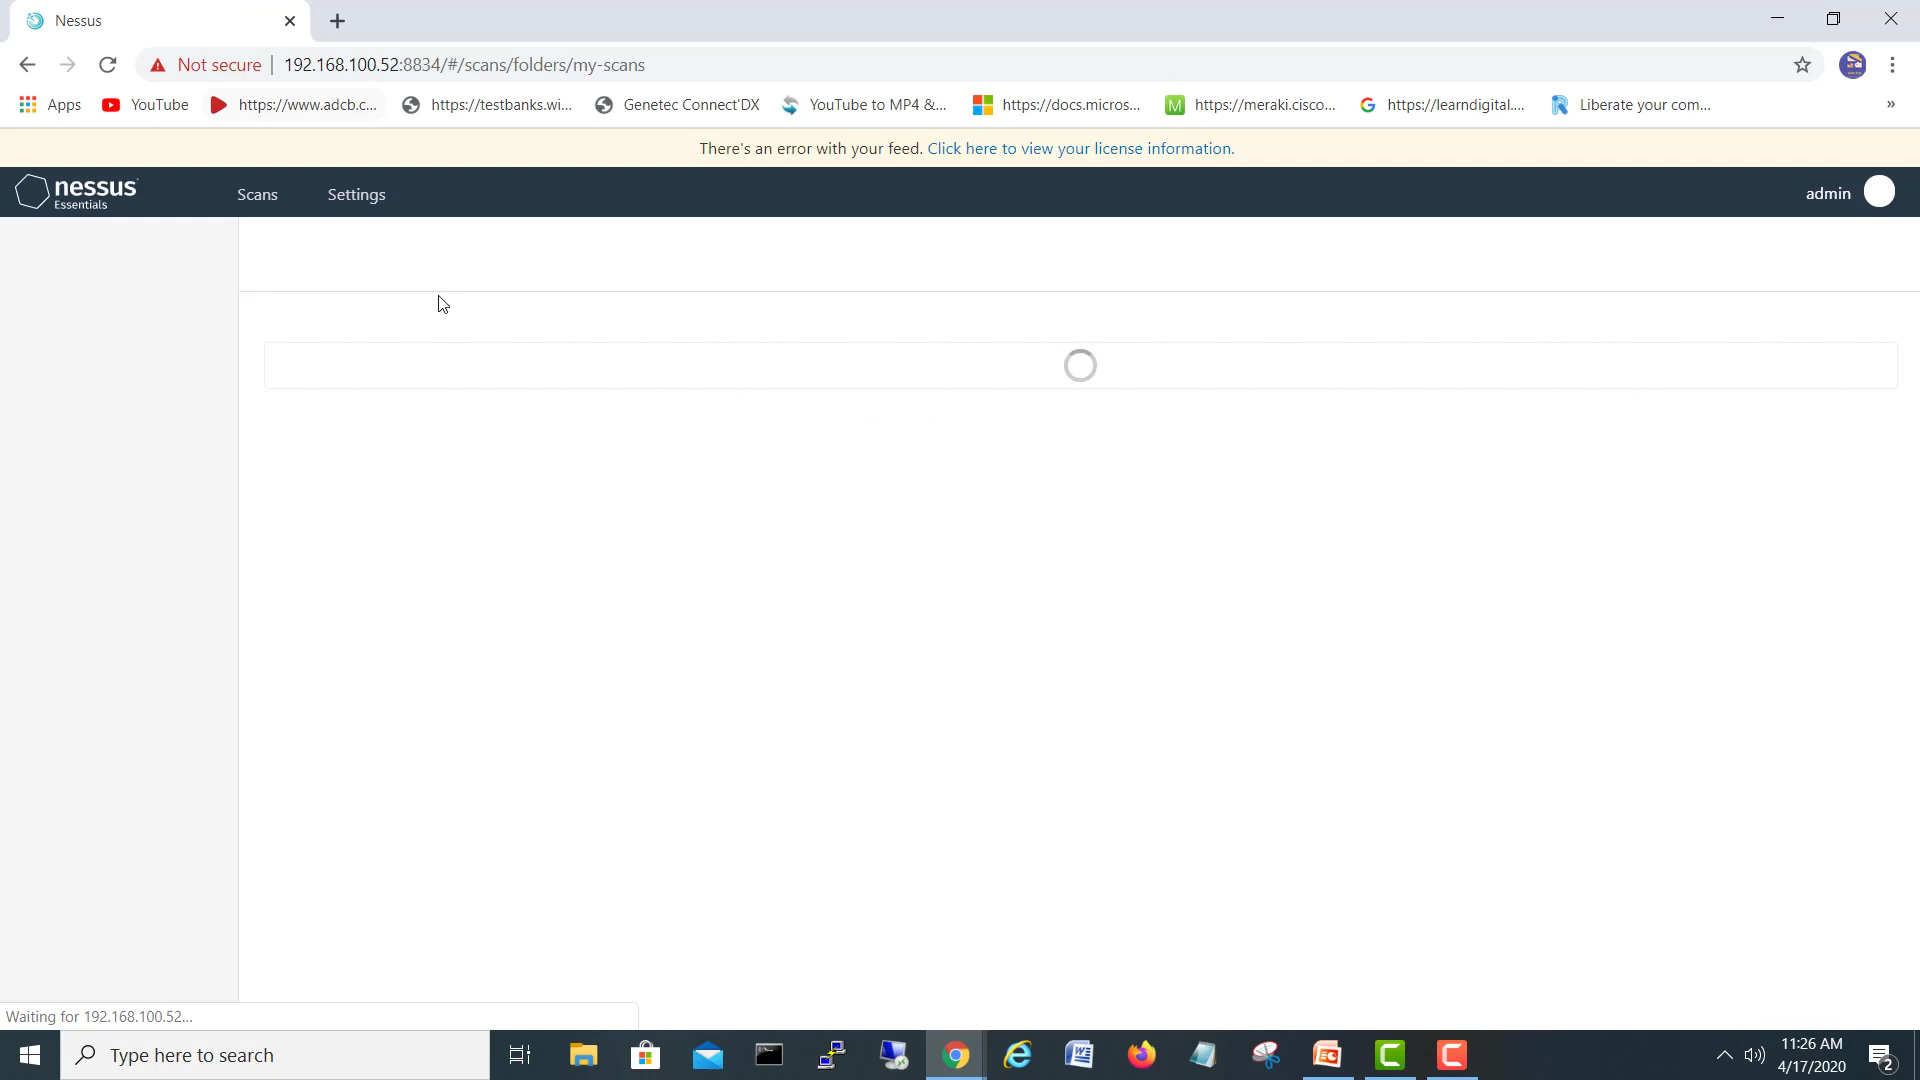 Nessus
Not secure | 192.168.100.52:8834/#/scans/folders/my-scans
Apps YouTube https://www.adcb.c... https://testbanks.wi... Genetec Connect'DX YouTube to MP4 &... https://docs.micros... https://meraki.cisco... https://learndigital.... Liberate your com... »
There's an error with your feed. Click here to view your license information.
nessus
Essentials
Scans Settings admin
Waiting for 192.168.100.52...
Type here to search
11:26 AM
4/17/2020
2